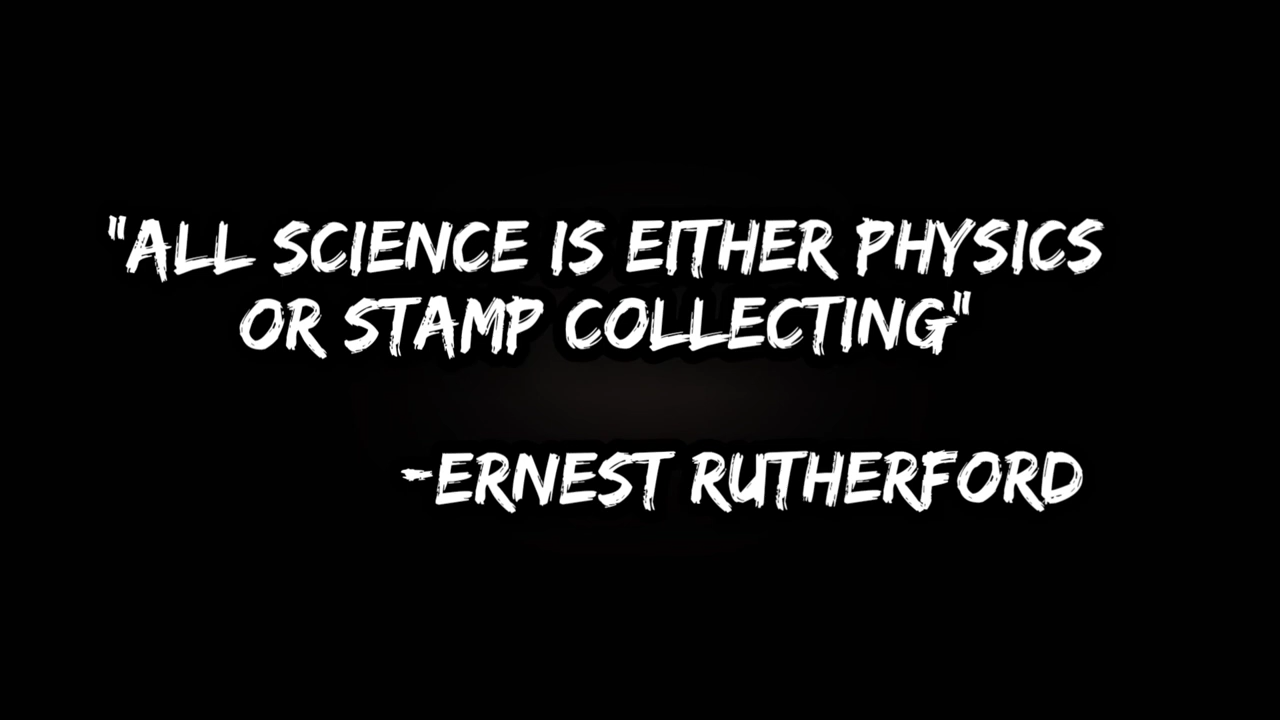 "ALL SCIENCE IS EITHER PHYSICS
OR STAMP COLLECTING"
-ERNEST RUTHERFORD